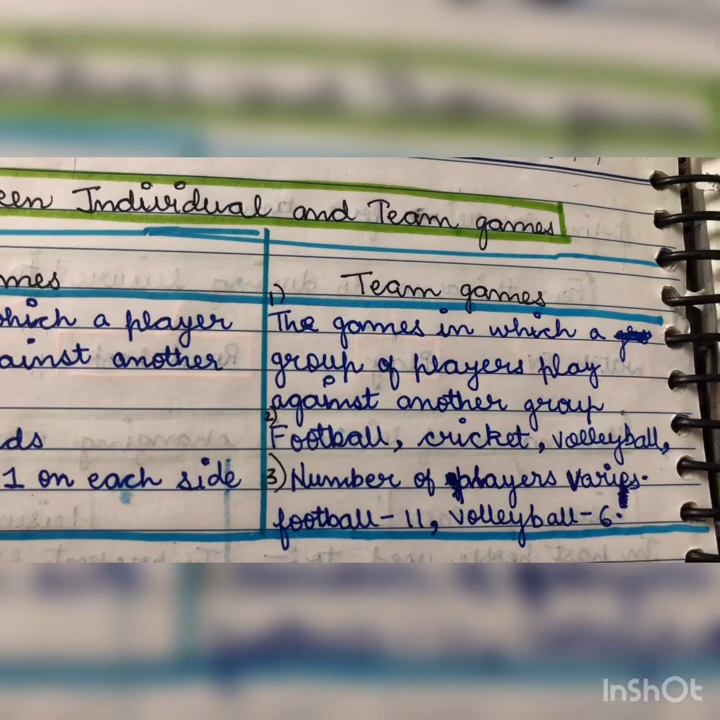 een Individual and Team games
mes
Team games
hich a player
ainst another
ds
1 on each side
1) The games in which a
group of players play
against another group
2) Football, cricket, volleyball,
3) Number of players varies.
football-11, volleyball-6.
InShOt